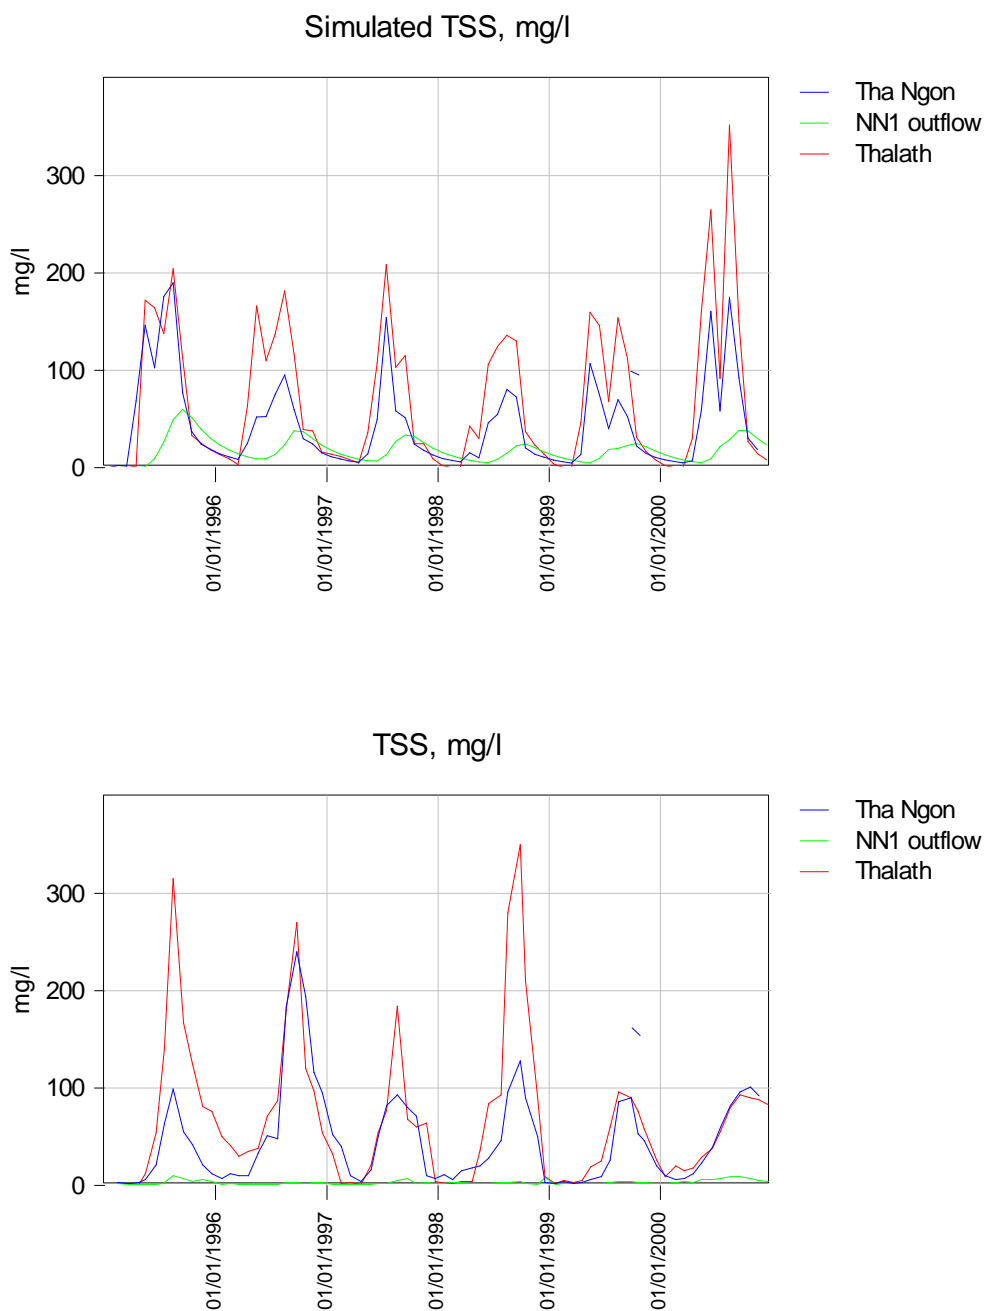 Simulated TSS, mg/l
Tha Ngon
NN1 outflow
Thalath
mg/l
300
200
100
0
01/01/1996
01/01/1997
01/01/1998
01/01/1999
01/01/2000
TSS, mg/l
Tha Ngon
NN1 outflow
Thalath
mg/l
300
200
100
0
01/01/1996
01/01/1997
01/01/1998
01/01/1999
01/01/2000